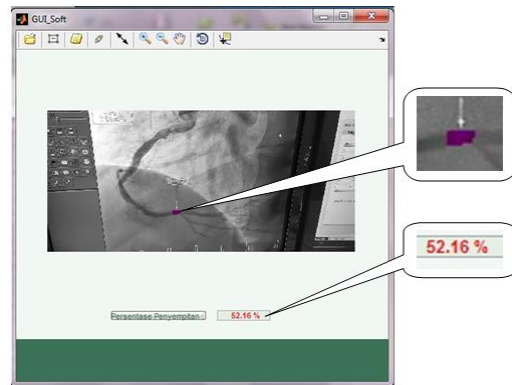 GUI_Soft
Persentase Penyempitan :
52.16 %
52.16 %